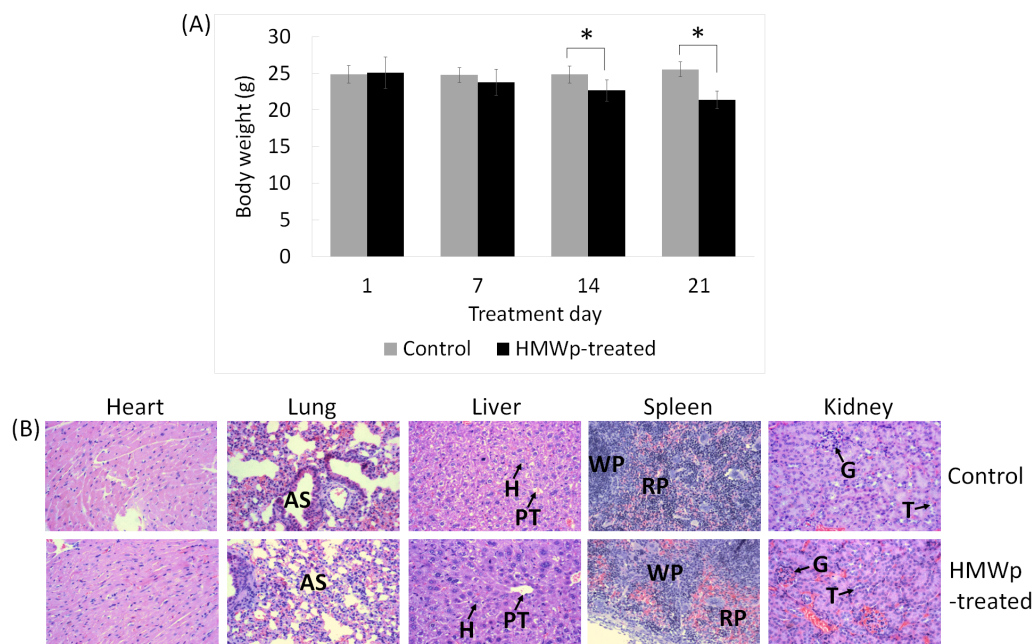 (A)
30
25
20
15
10
5
0
Body weight (g)
*
*
1 7 14 21
Treatment day
Control HMWp-treated
(B)
Heart Lung Liver Spleen Kidney
AS
H
PT
WP
RP
G
T
Control
AS
H
PT
WP
RP
G
T
HMWp
-treated